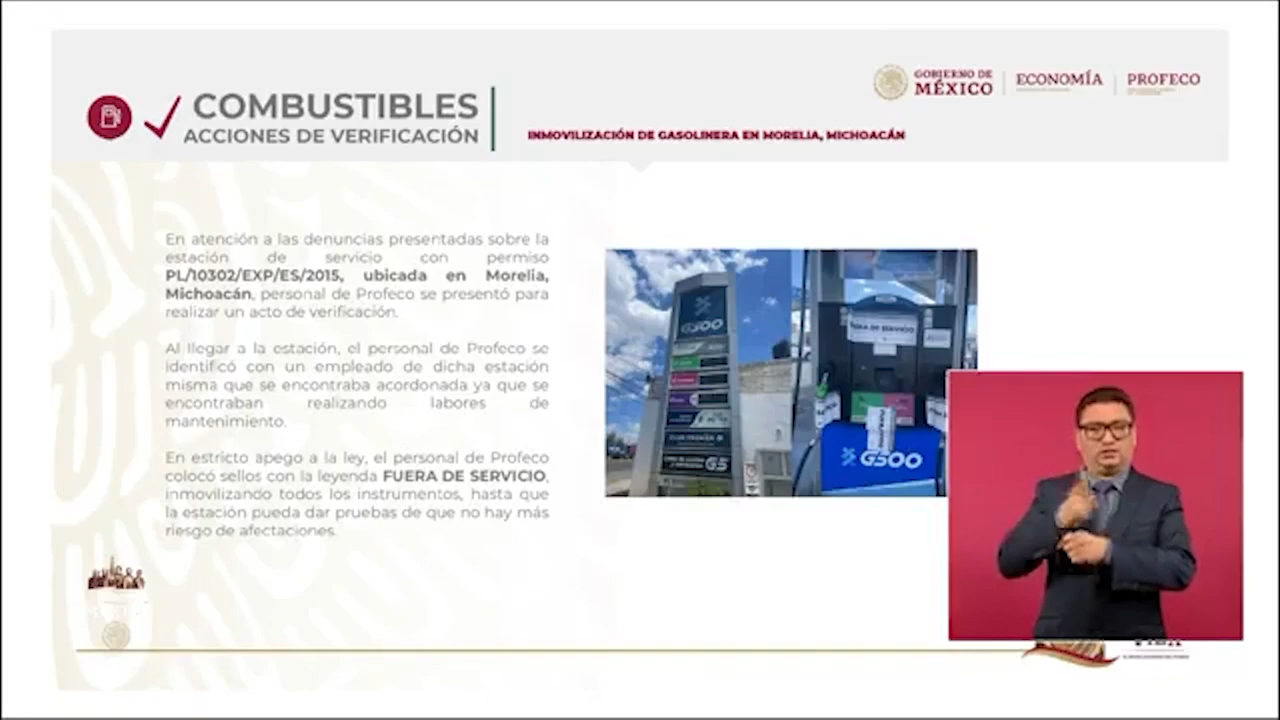 COMBUSTIBLES
ACCIONES DE VERIFICACIÓN
INMOVILIZACIÓN DE GASOLINERA EN MORELIA, MICHOACÁN
GOBIERNO DE
MÉXICO
ECONOMÍA
PROFECO
En atención a las denuncias presentadas sobre la
estación de servicio con permiso
PL/10302/EXP/ES/2015, ubicada en Morelia,
Michoacán, personal de Profeco se presentó para
realizar un acto de verificación.
Al llegar a la estación, el personal de Profeco se
identificó con un empleado de dicha estación
misma que se encontraba acordonada ya que se
encontraban realizando labores de
mantenimiento.
En estricto apego a la ley, el personal de Profeco
colocó sellos con la leyenda FUERA DE SERVICIO,
inmovilizando todos los instrumentos, hasta que
la estación pueda dar pruebas de que no hay más
riesgo de afectaciones.
G500
G5
DE SERVICIO
G500